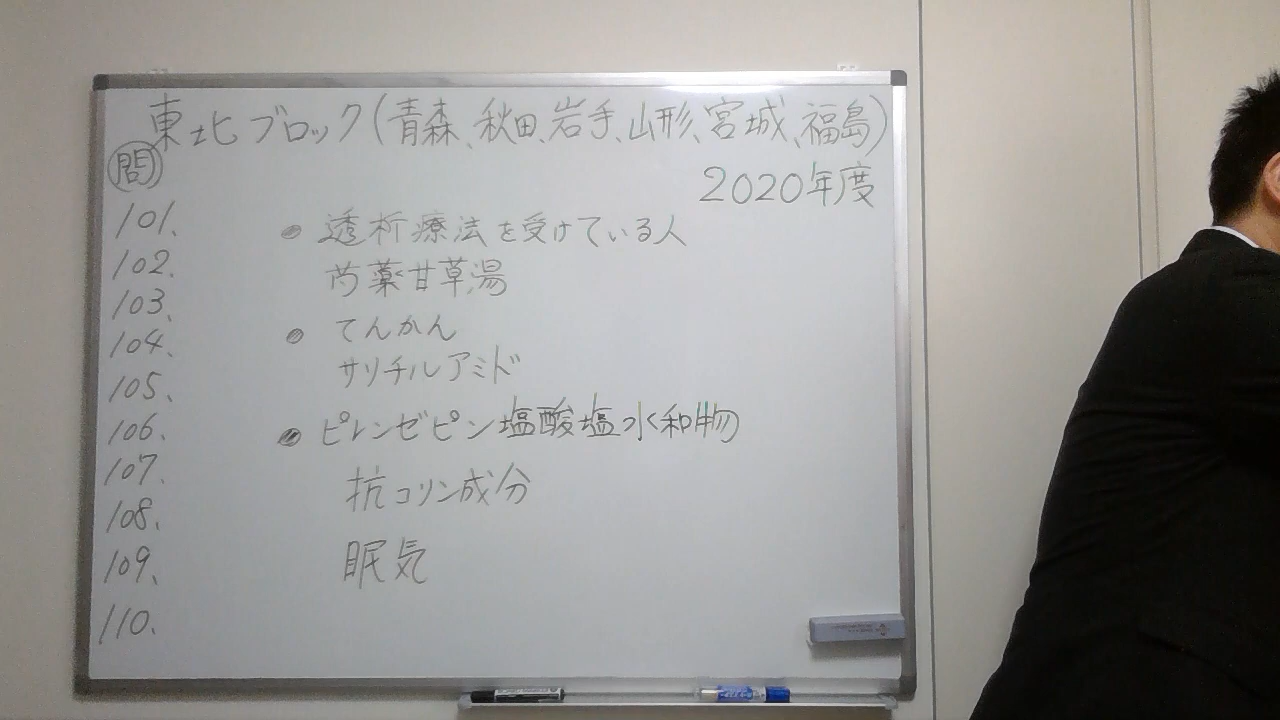 東北ブロック(青森、秋田、岩手、山形、宮城、福島)
問
2020年度
101.
● 透析療法を受けている人
102.
芍薬甘草湯
103.
104.
● てんかん
サリチルアミド
105.
106.
● ピレンゼピン塩酸塩水和物
107.
抗コリン成分
108.
109.
眠気
110.